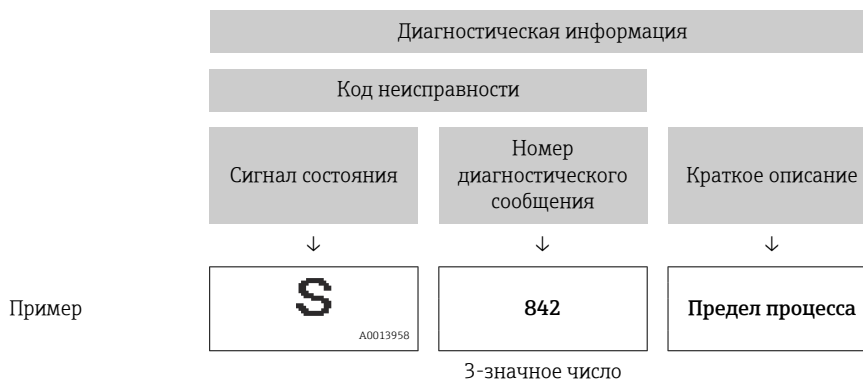 Диагностическая информация
Код неисправности
Сигнал состояния
Номер
диагностического
сообщения
Краткое описание
↓ ↓ ↓
Пример
S
A0013958
842
Предел процесса
3-значное число